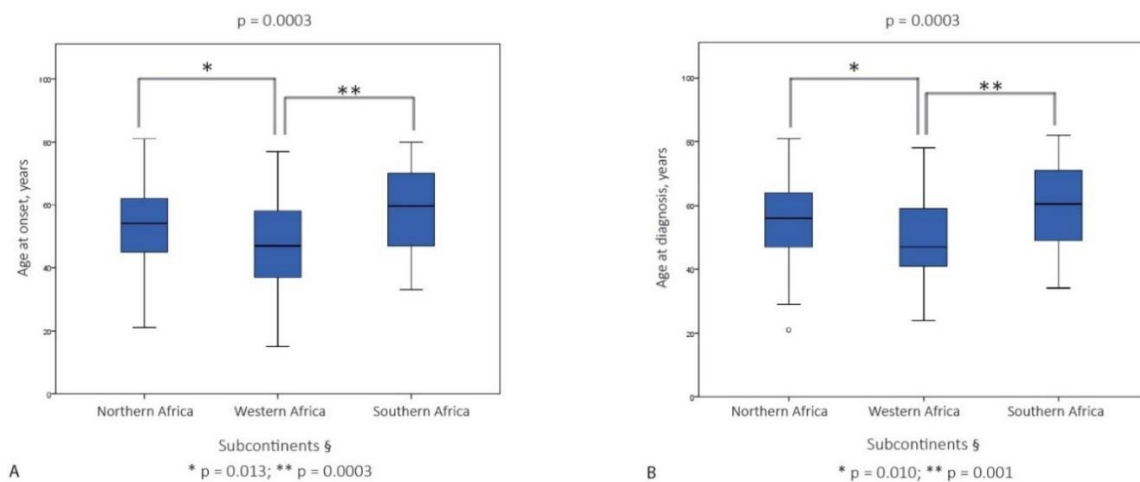 p = 0.0003
*
**
100
80
60
40
20
0
Age at onset, years
Northern Africa
Western Africa
Southern Africa
Subcontinents §
* p = 0.013; ** p = 0.0003
A
p = 0.0003
*
**
100
80
60
40
20
0
Age at diagnosis, years
Northern Africa
Western Africa
Southern Africa
Subcontinents §
* p = 0.010; ** p = 0.001
B